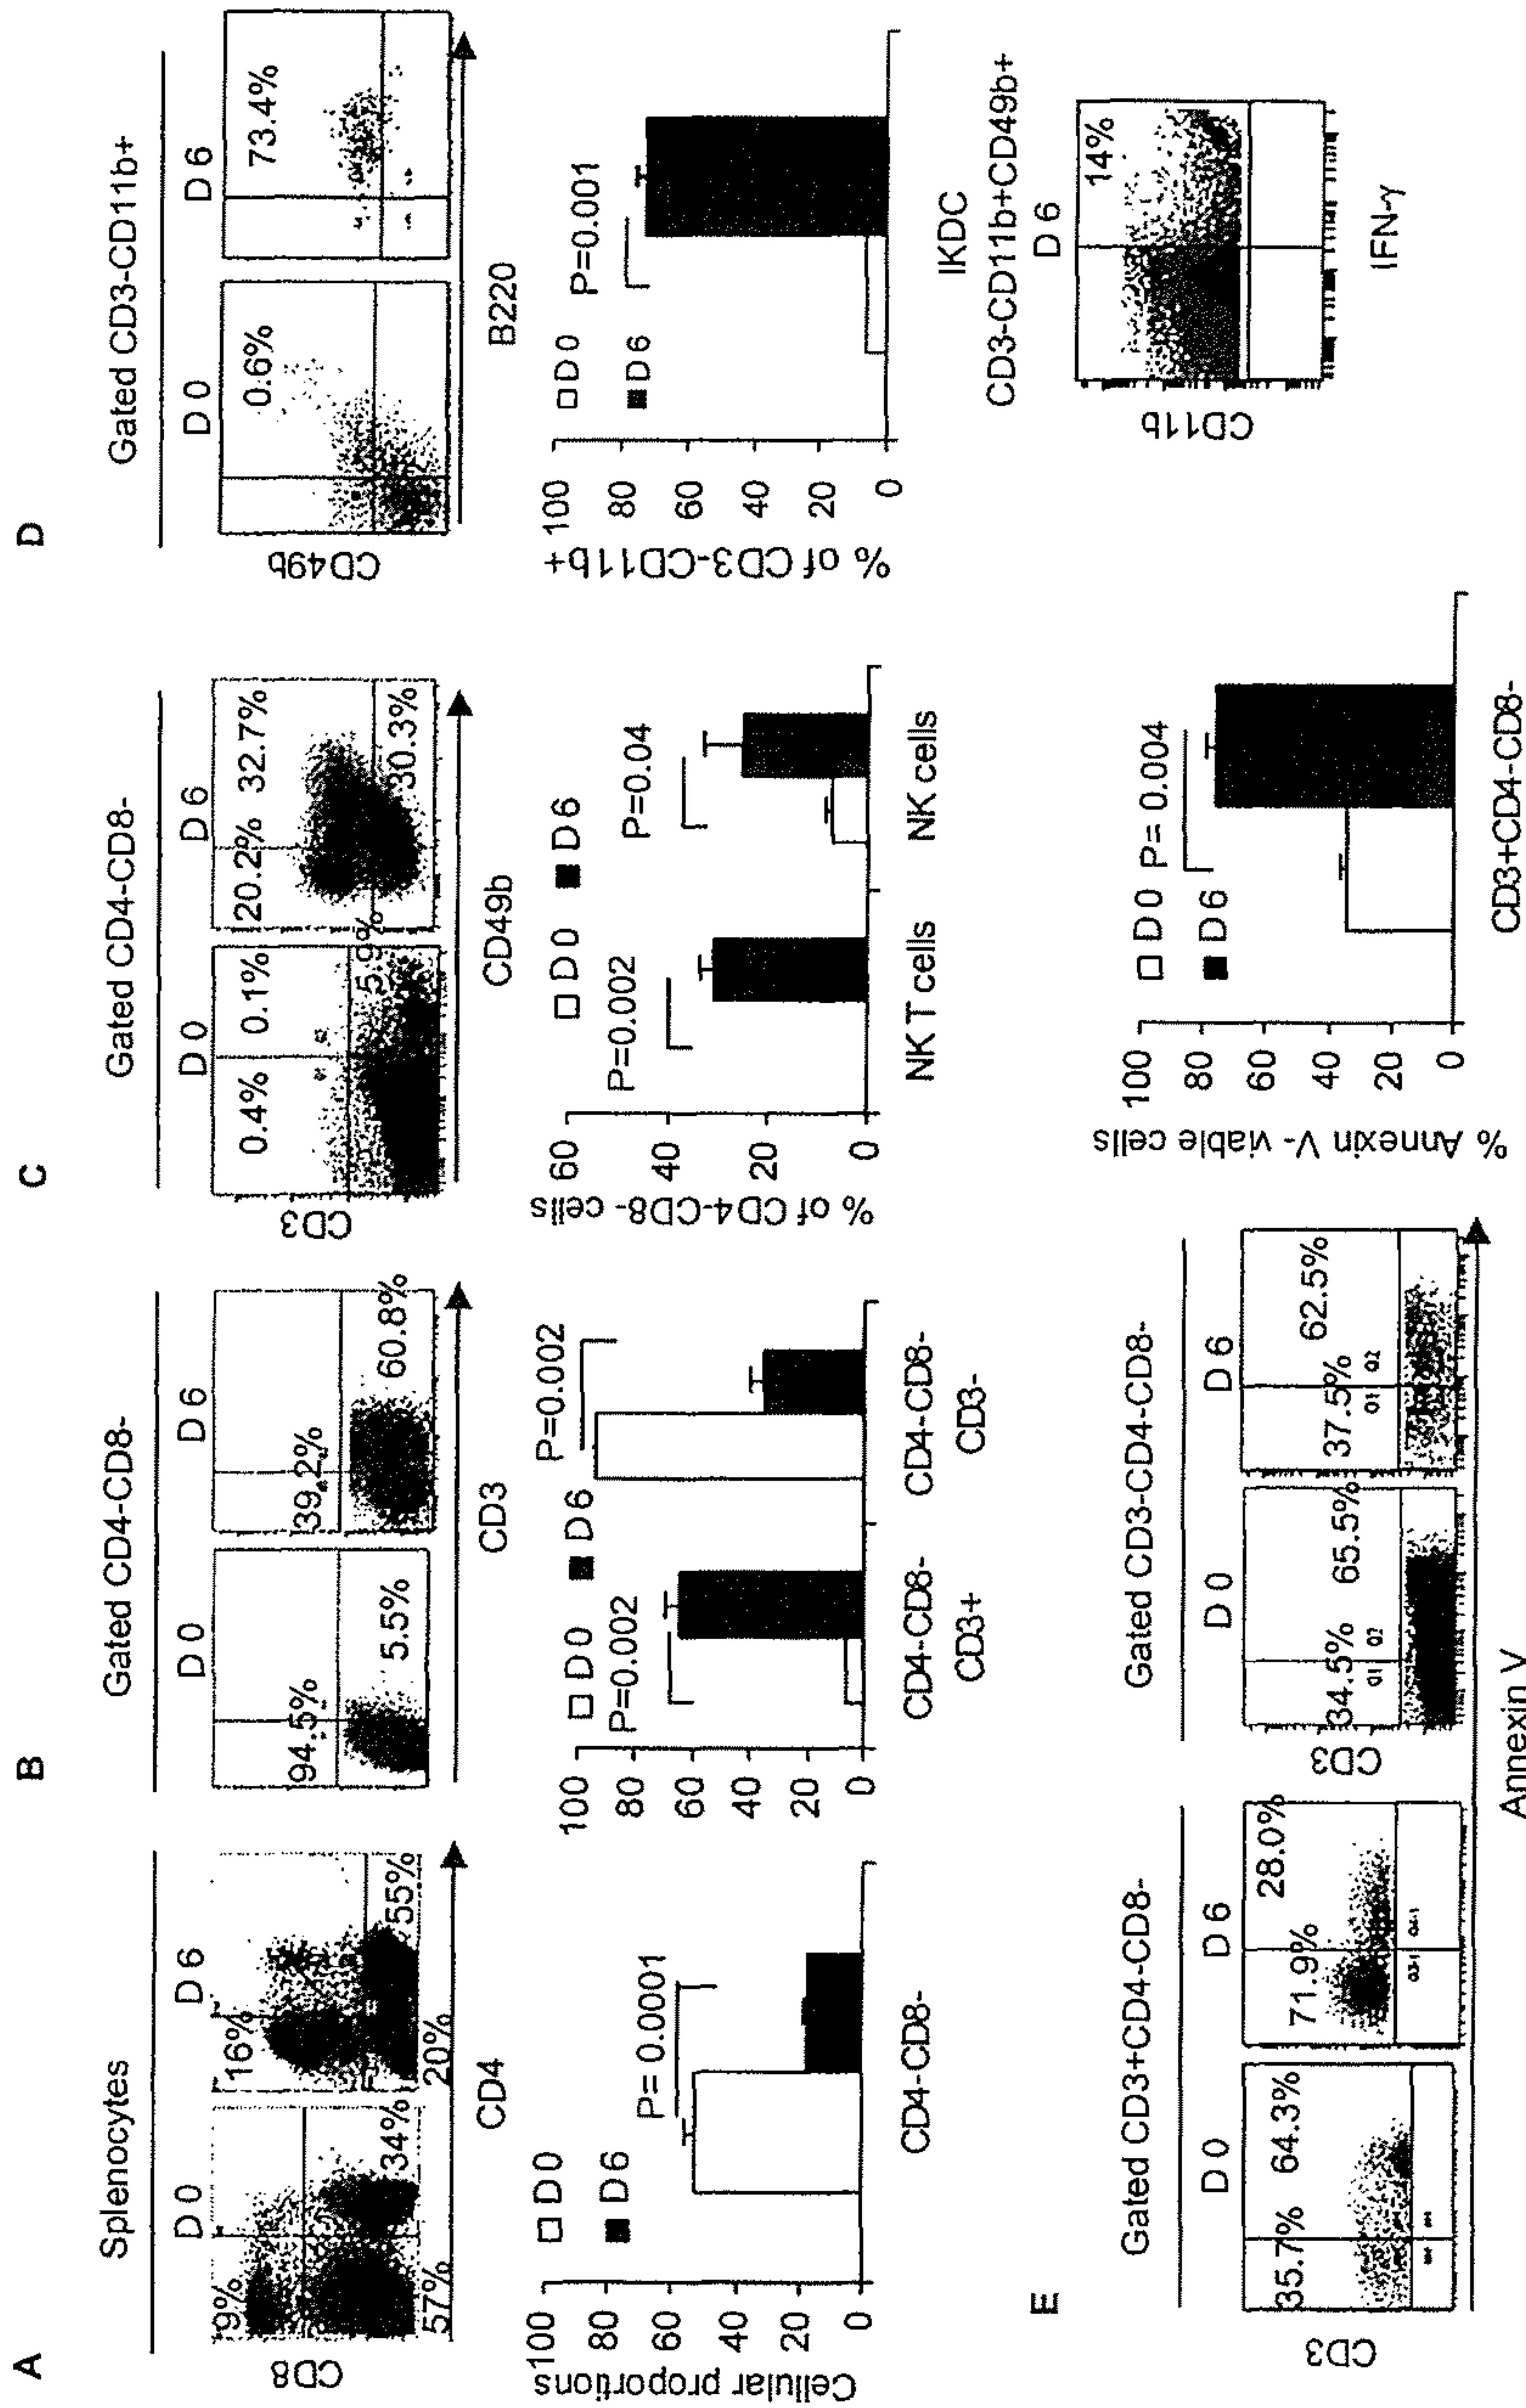 A
Splenocytes
D 0
D 6
CD8
9%
34%
57%
16%
55%
20%
CD4
Cellular proportions
100
80
60
40
20
0
D 0
D 6
P= 0.0001
CD4-CD8-
B
Gated CD4-CD8-
D 0
D 6
94.5%
5.5%
39.2%
60.8%
CD3
100
80
60
40
20
0
D 0
D 6
P=0.002
P=0.002
CD4-CD8-
CD3+
CD4-CD8-
CD3-
C
Gated CD4-CD8-
D 0
D 6
CD3
0.4%
0.1%
5.9%
20.2%
32.7%
30.3%
CD49b
% of CD4-CD8- cells
60
40
20
0
D 0
D 6
P=0.002
P=0.04
NK T cells
NK cells
D
Gated CD3-CD11b+
D 0
D 6
CD49b
0.6%
73.4%
B220
% of CD3-CD11b+
100
80
60
40
20
0
D 0
D 6
P=0.001
IKDC
CD3-CD11b+CD49b+
D 6
CD11b
14%
IFN-γ
E
Gated CD3+CD4-CD8-
D 0
D 6
CD3
35.7%
64.3%
71.9%
28.0%
Gated CD3-CD4-CD8-
D 0
D 6
CD3
34.5%
65.5%
Q1
Q2
37.5%
62.5%
Q1
Q2
Annexin V
% Annexin V- viable cells
100
80
60
40
20
0
D 0
D 6
P= 0.004
CD3+CD4-CD8-